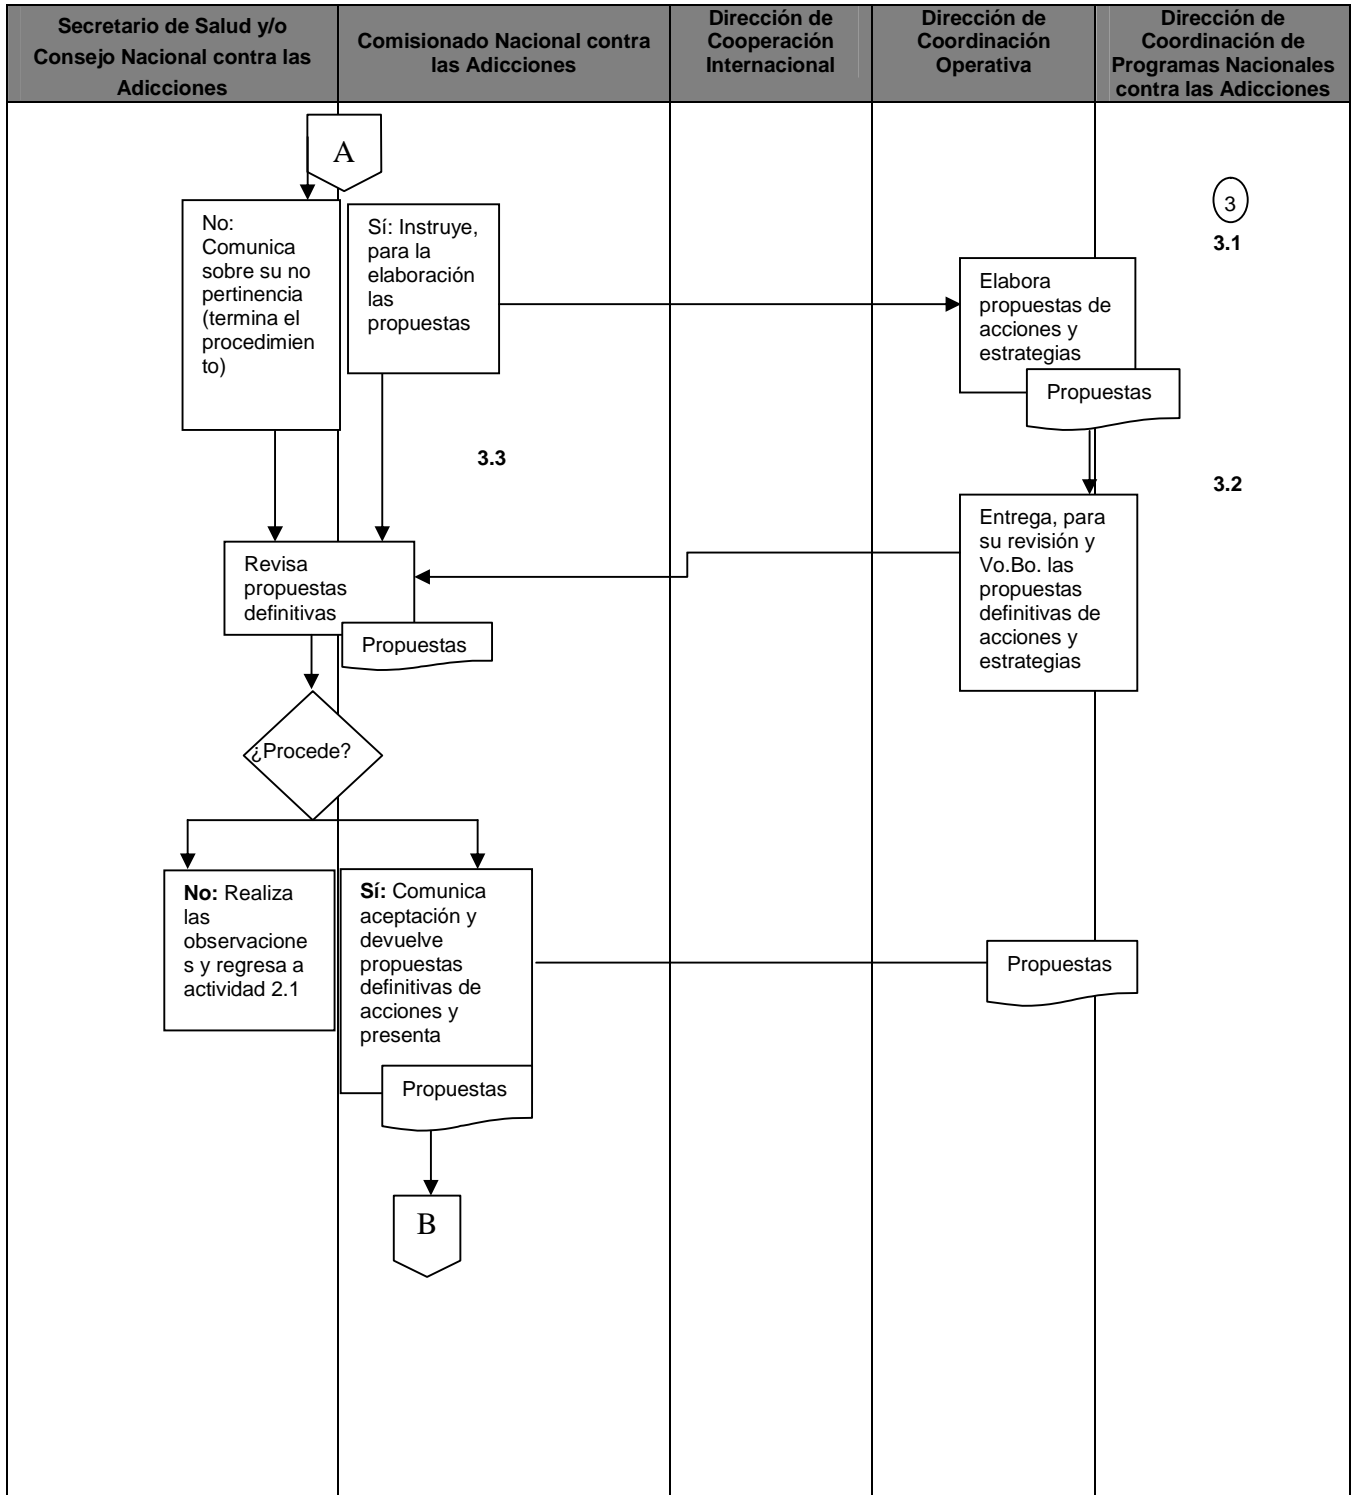 Secretario de Salud y/o
Consejo Nacional contra las
Adicciones
Comisionado Nacional contra
las Adicciones
Dirección de
Cooperación
Internacional
Dirección de
Coordinación
Operativa
Dirección de
Coordinación de
Programas Nacionales
contra las Adicciones
A
No:
Comunica
sobre su no
pertinencia
(termina el
procedimien
to)
Sí: Instruye,
para la
elaboración
las
propuestas
3
3.1
Elabora
propuestas de
acciones y
estrategias
Propuestas
3.3
3.2
Entrega, para
su revisión y
Vo.Bo. las
propuestas
definitivas de
acciones y
estrategias
Revisa
propuestas
definitivas
Propuestas
¿Procede?
No: Realiza
las
observacione
s y regresa a
actividad 2.1
Sí: Comunica
aceptación y
devuelve
propuestas
definitivas de
acciones y
presenta
Propuestas
Propuestas
B